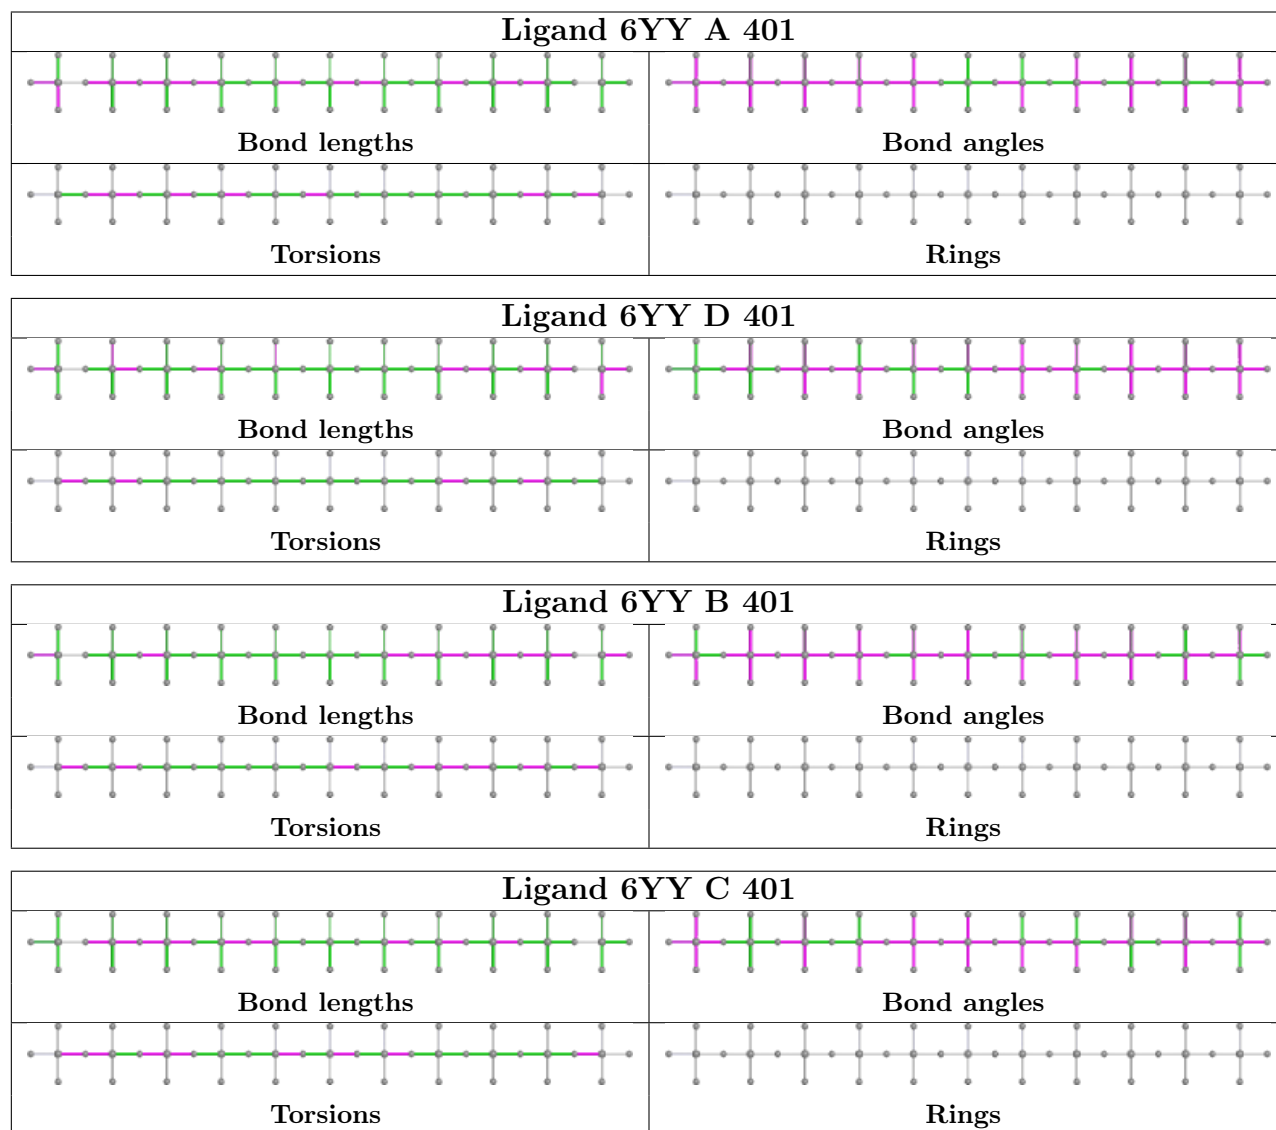 Ligand 6YY A 401
Bond lengths
Bond angles
Torsions
Rings
Ligand 6YY D 401
Bond lengths
Bond angles
Torsions
Rings
Ligand 6YY B 401
Bond lengths
Bond angles
Torsions
Rings
Ligand 6YY C 401
Bond lengths
Bond angles
Torsions
Rings